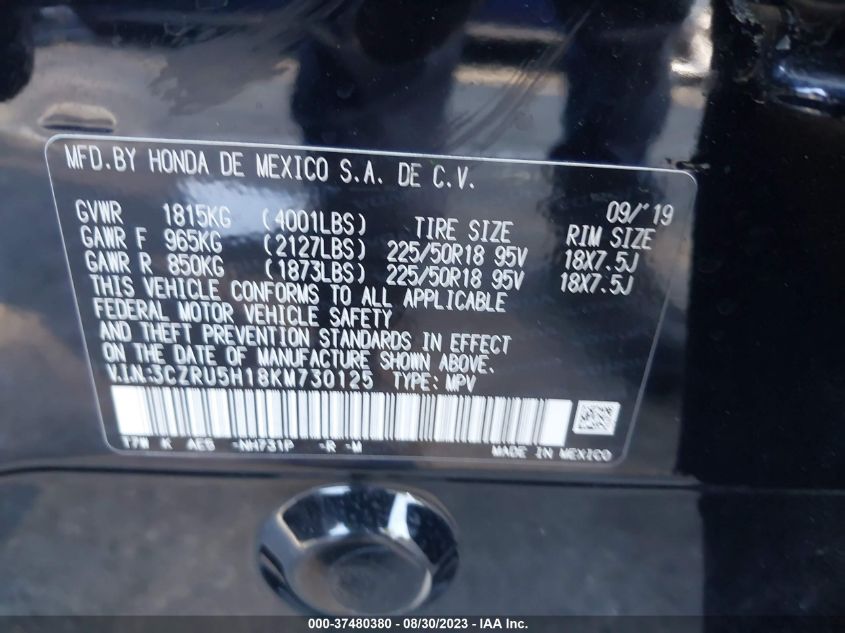 MFD.BY HONDA DE MEXICO S.A. DE C.V.
09/'19
GVWR 1815KG (4001LBS) TIRE SIZE RIM SIZE
GAWR F 965KG (2127LBS) 225/50R18 95V 18X7.5J
GAWR R 850KG (1873LBS) 225/50R18 95V 18X7.5J
THIS VEHICLE CONFORMS TO ALL APPLICABLE
FEDERAL MOTOR VEHICLE SAFETY
AND THEFT PREVENTION STANDARDS IN EFFECT
ON THE DATE OF MANUFACTURE SHOWN ABOVE.
V.I.N:3CZRU5H18KM730125 TYPE: MPV
T7W K AES -NH731P -R -M
MADE IN MEXICO
000-37480380 - 08/30/2023 - IAA Inc.